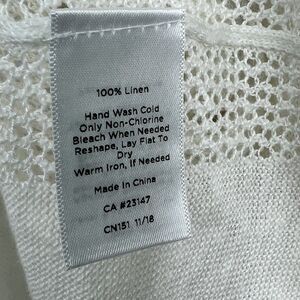 100% Linen
Hand Wash Cold
Only Non-Chlorine
Bleach When Needed
Reshape, Lay Flat To
Dry
Warm Iron, If Needed
Made In China
CA #23147
CN151 11/18